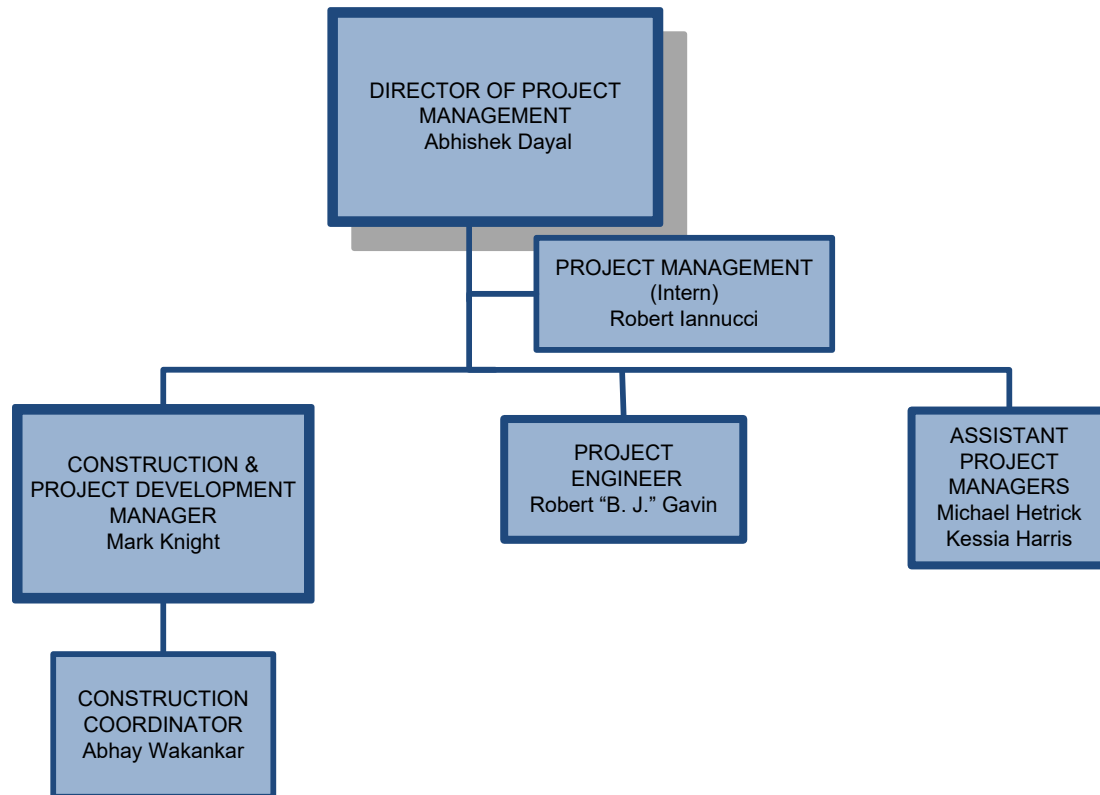 DIRECTOR OF PROJECT
MANAGEMENT
Abhishek Dayal
PROJECT MANAGEMENT
(Intern)
Robert Iannucci
CONSTRUCTION &
PROJECT DEVELOPMENT
MANAGER
Mark Knight
PROJECT
ENGINEER
Robert “B. J.” Gavin
ASSISTANT
PROJECT
MANAGERS
Michael Hetrick
Kessia Harris
CONSTRUCTION
COORDINATOR
Abhay Wakankar